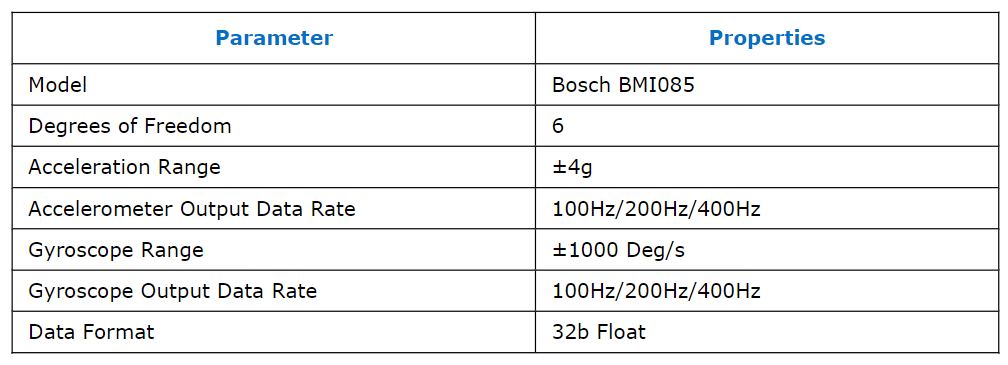 Parameter Properties
Model Bosch BMI085
Degrees of Freedom 6
Acceleration Range ±4g
Accelerometer Output Data Rate 100Hz/200Hz/400Hz
Gyroscope Range ±1000 Deg/s
Gyroscope Output Data Rate 100Hz/200Hz/400Hz
Data Format 32b Float